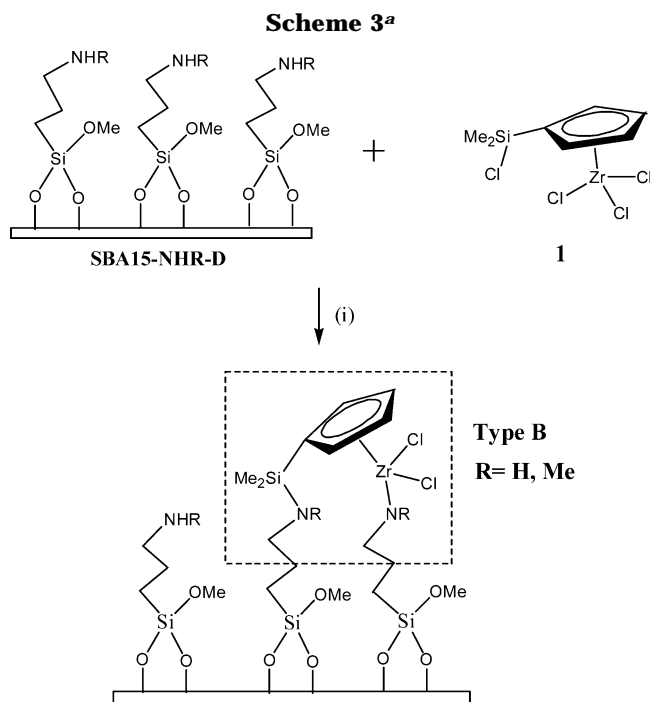 Scheme 3a
NHR NHR NHR
OMe OMe OMe
Si Si Si
O O O O O O
SBA15-NHR-D
+
Me2Si
Cl
Zr Cl
Cl Cl
1
(i)
Type B
R= H, Me
Cl
Zr
Cl
Me2Si
NR NR
NHR
OMe OMe OMe
Si Si Si
O O O O O O